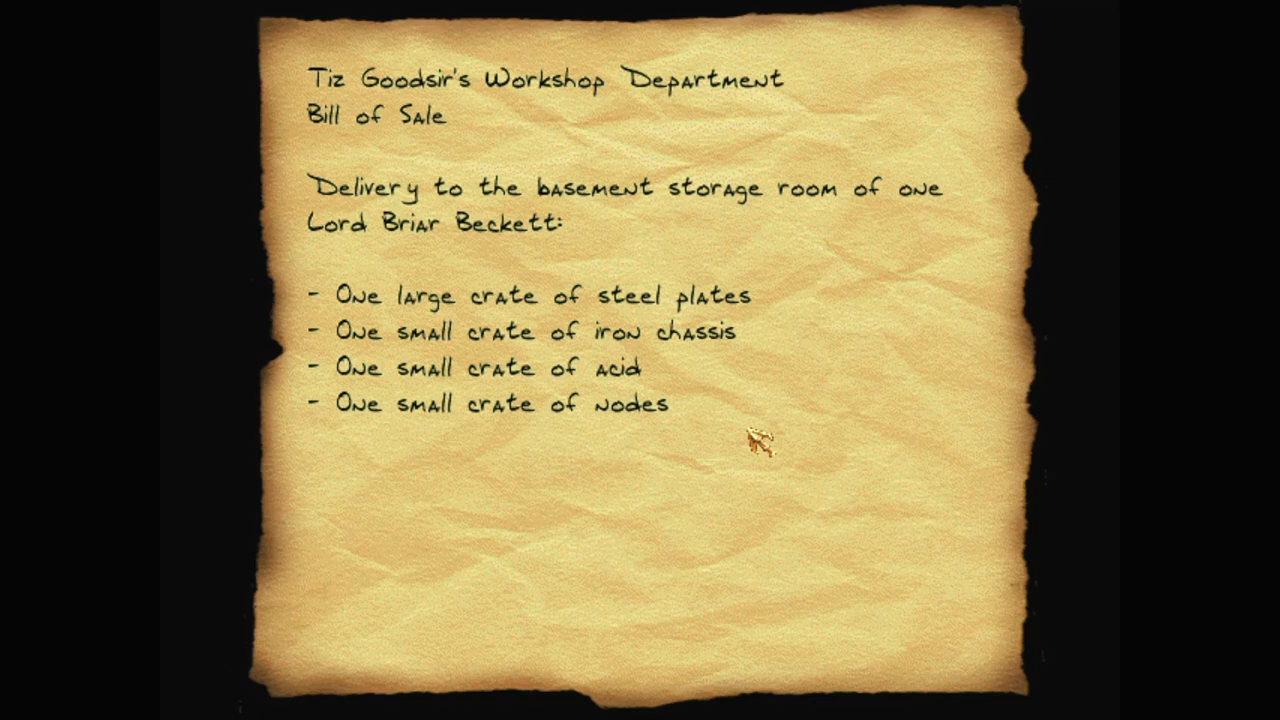 Tiz Goodsir's Workshop Department
Bill of Sale
Delivery to the basement storage room of one
Lord Briar Beckett:
- One large crate of steel plates
- One small crate of iron chassis
- One small crate of acid
- One small crate of nodes